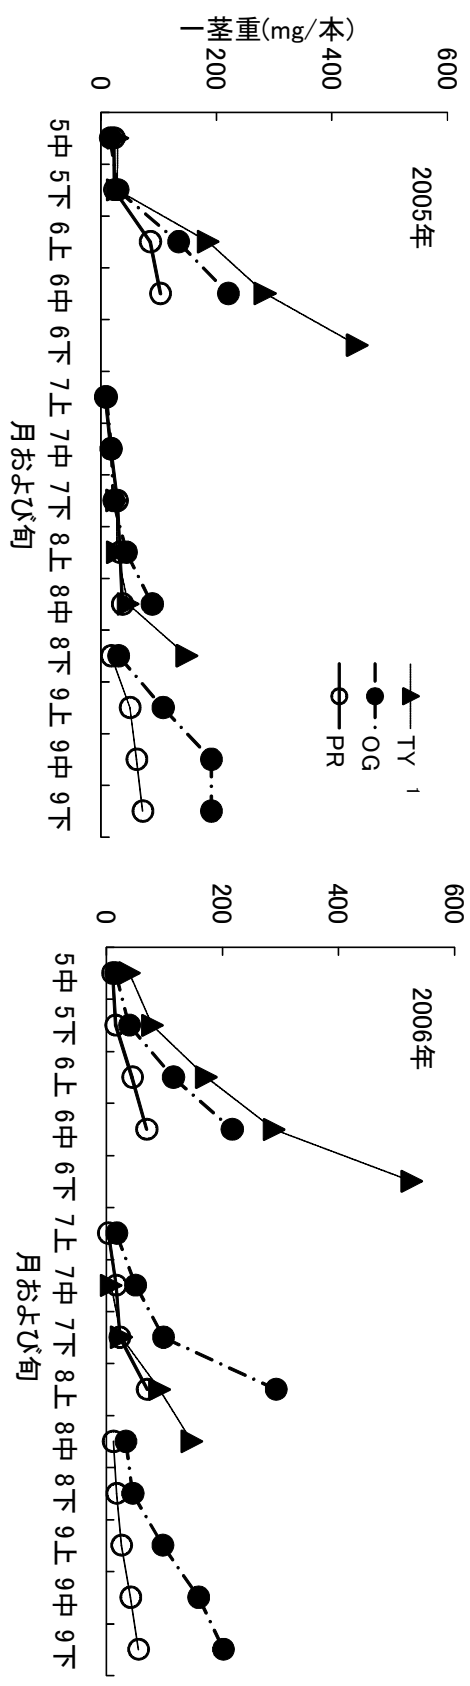 一茎重(mg/本)
600
400
200
0
2005年
TY 1
OG
PR
5中 5下 6上 6中 6下 7上 7中 7下 8上 8中 8下 9上 9中 9下
月および旬
600
400
200
0
2006年
5中 5下 6上 6中 6下 7上 7中 7下 8上 8中 8下 9上 9中 9下
月および旬